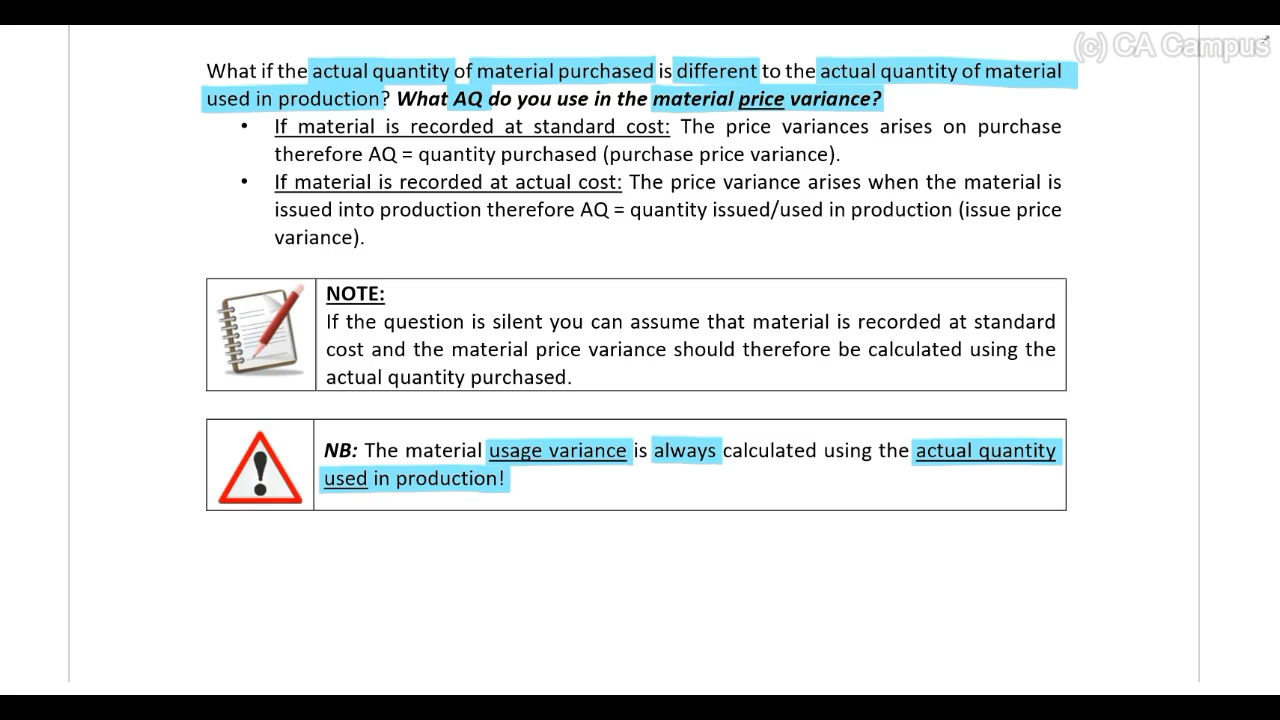 (c) CA Campus
What if the actual quantity of material purchased is different to the actual quantity of material
used in production? What AQ do you use in the material price variance?
• If material is recorded at standard cost: The price variances arises on purchase
therefore AQ = quantity purchased (purchase price variance).
• If material is recorded at actual cost: The price variance arises when the material is
issued into production therefore AQ = quantity issued/used in production (issue price
variance).
NOTE:
If the question is silent you can assume that material is recorded at standard
cost and the material price variance should therefore be calculated using the
actual quantity purchased.
NB: The material usage variance is always calculated using the actual quantity
used in production!